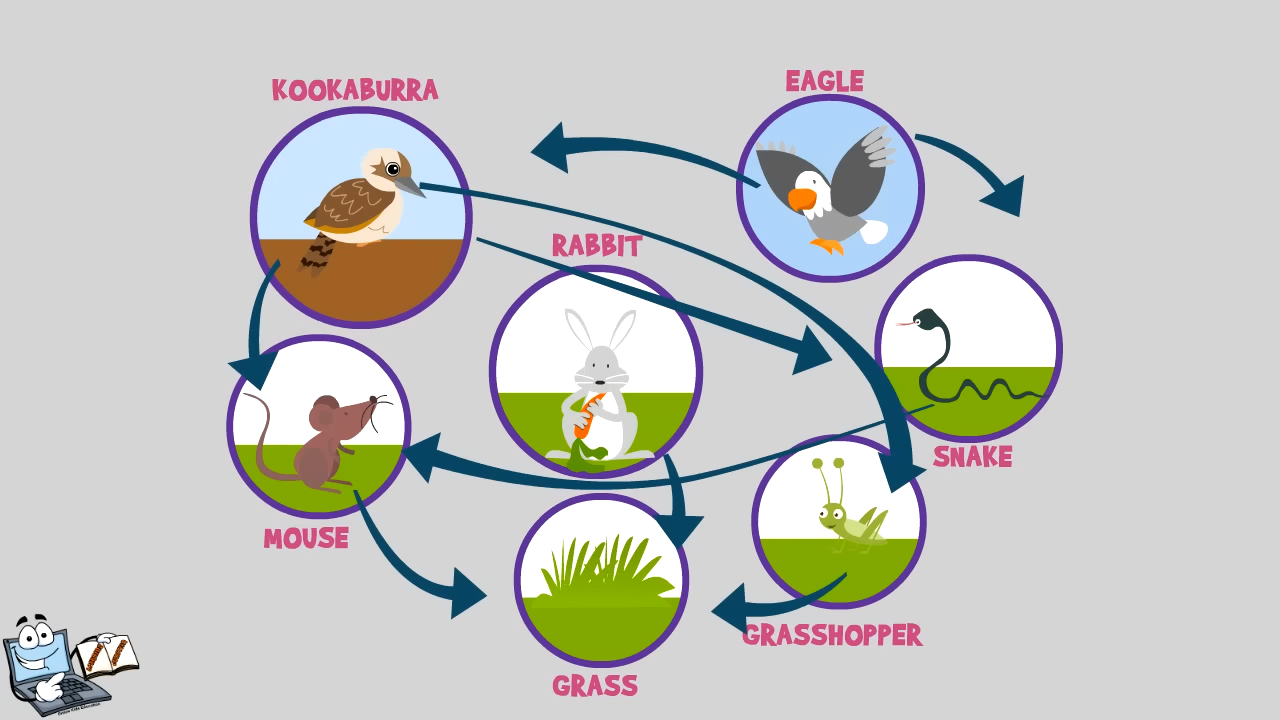 KOOKABURRA
EAGLE
RABBIT
SNAKE
MOUSE
GRASSHOPPER
GRASS